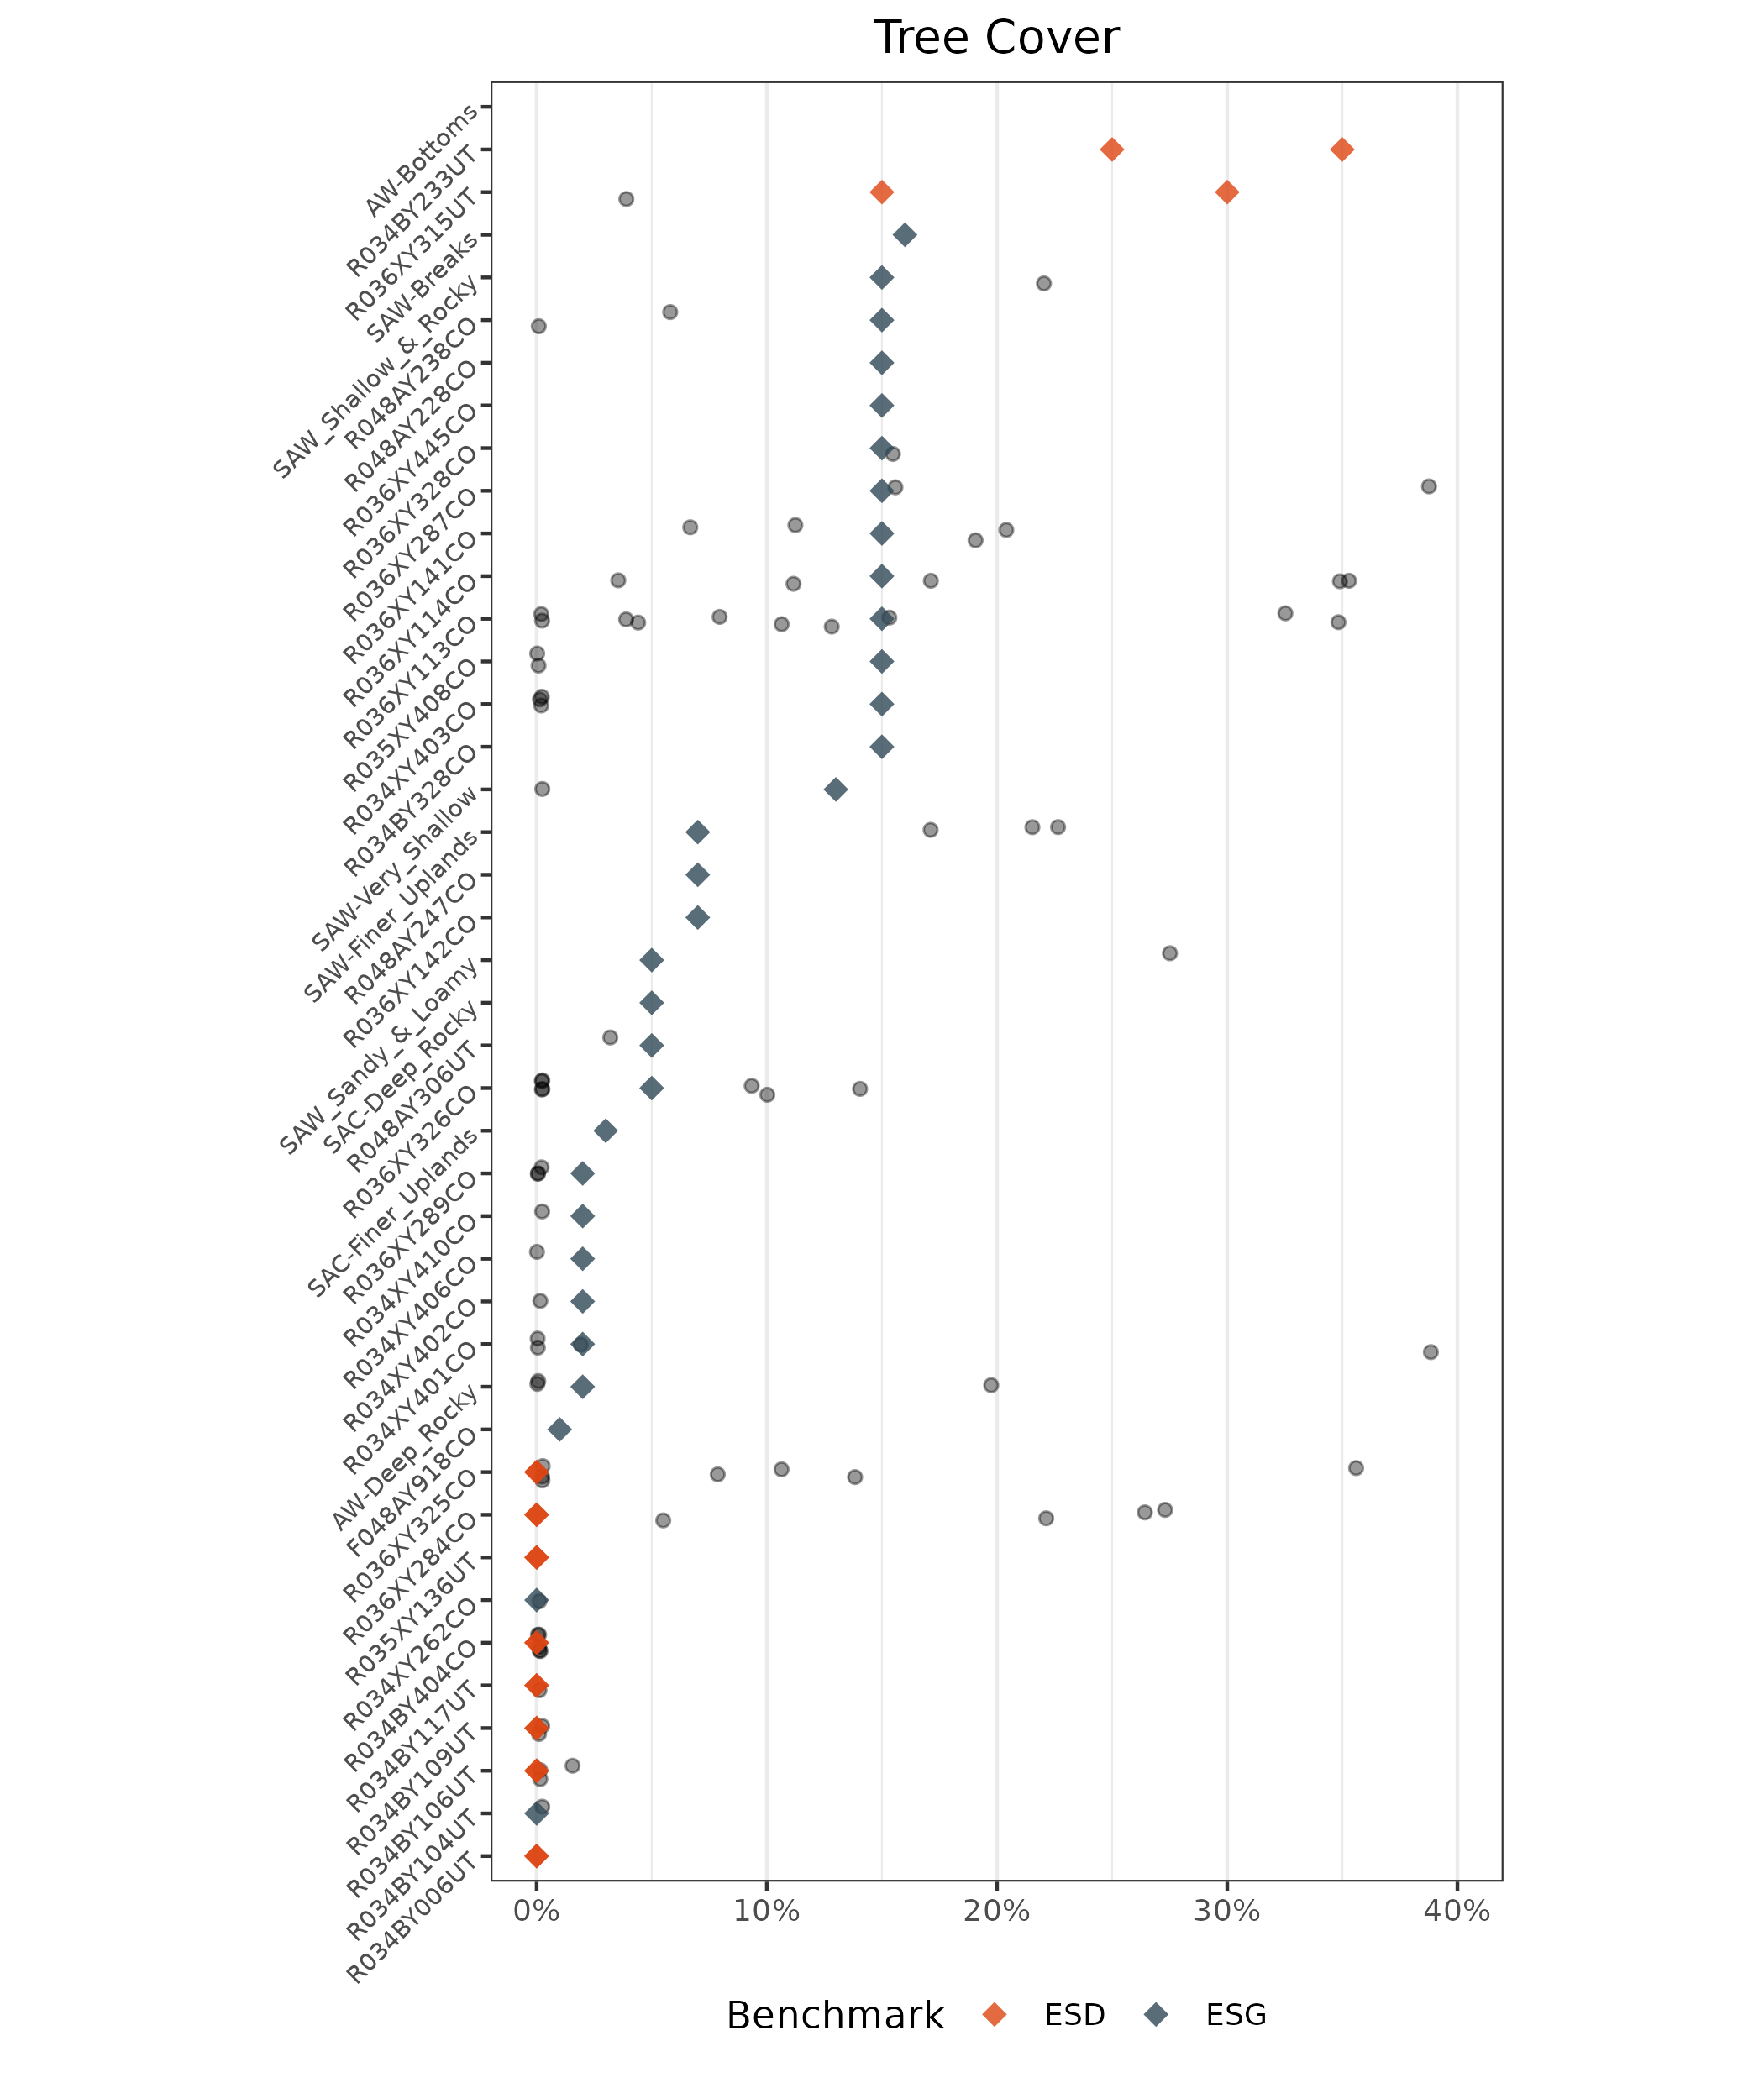 Tree Cover
AW-Bottoms
R034BY233UT
R036XY315UT
SAW-Breaks
SAW_Shallow_&_Rocky
R048AY238CO
R048AY228CO
R036XY445CO
R036XY328CO
R036XY287CO
R036XY141CO
R036XY114CO
R036XY113CO
R035XY408CO
R034XY403CO
R034BY328CO
SAW-Very_Shallow
SAW-Finer_Uplands
R048AY247CO
R036XY142CO
SAW_Sandy_&_Loamy
SAC-Deep_Rocky
R048AY306UT
R036XY326CO
SAC-Finer_Uplands
R036XY289CO
R034XY410CO
R034XY406CO
R034XY402CO
R034XY401CO
AW-Deep_Rocky
F048AY918CO
R036XY325CO
R036XY284CO
R035XY136UT
R034XY262CO
R034BY404CO
R034BY117UT
R034BY109UT
R034BY106UT
R034BY104UT
R034BY006UT
0% 10% 20% 30% 40%
Benchmark ESD ESG